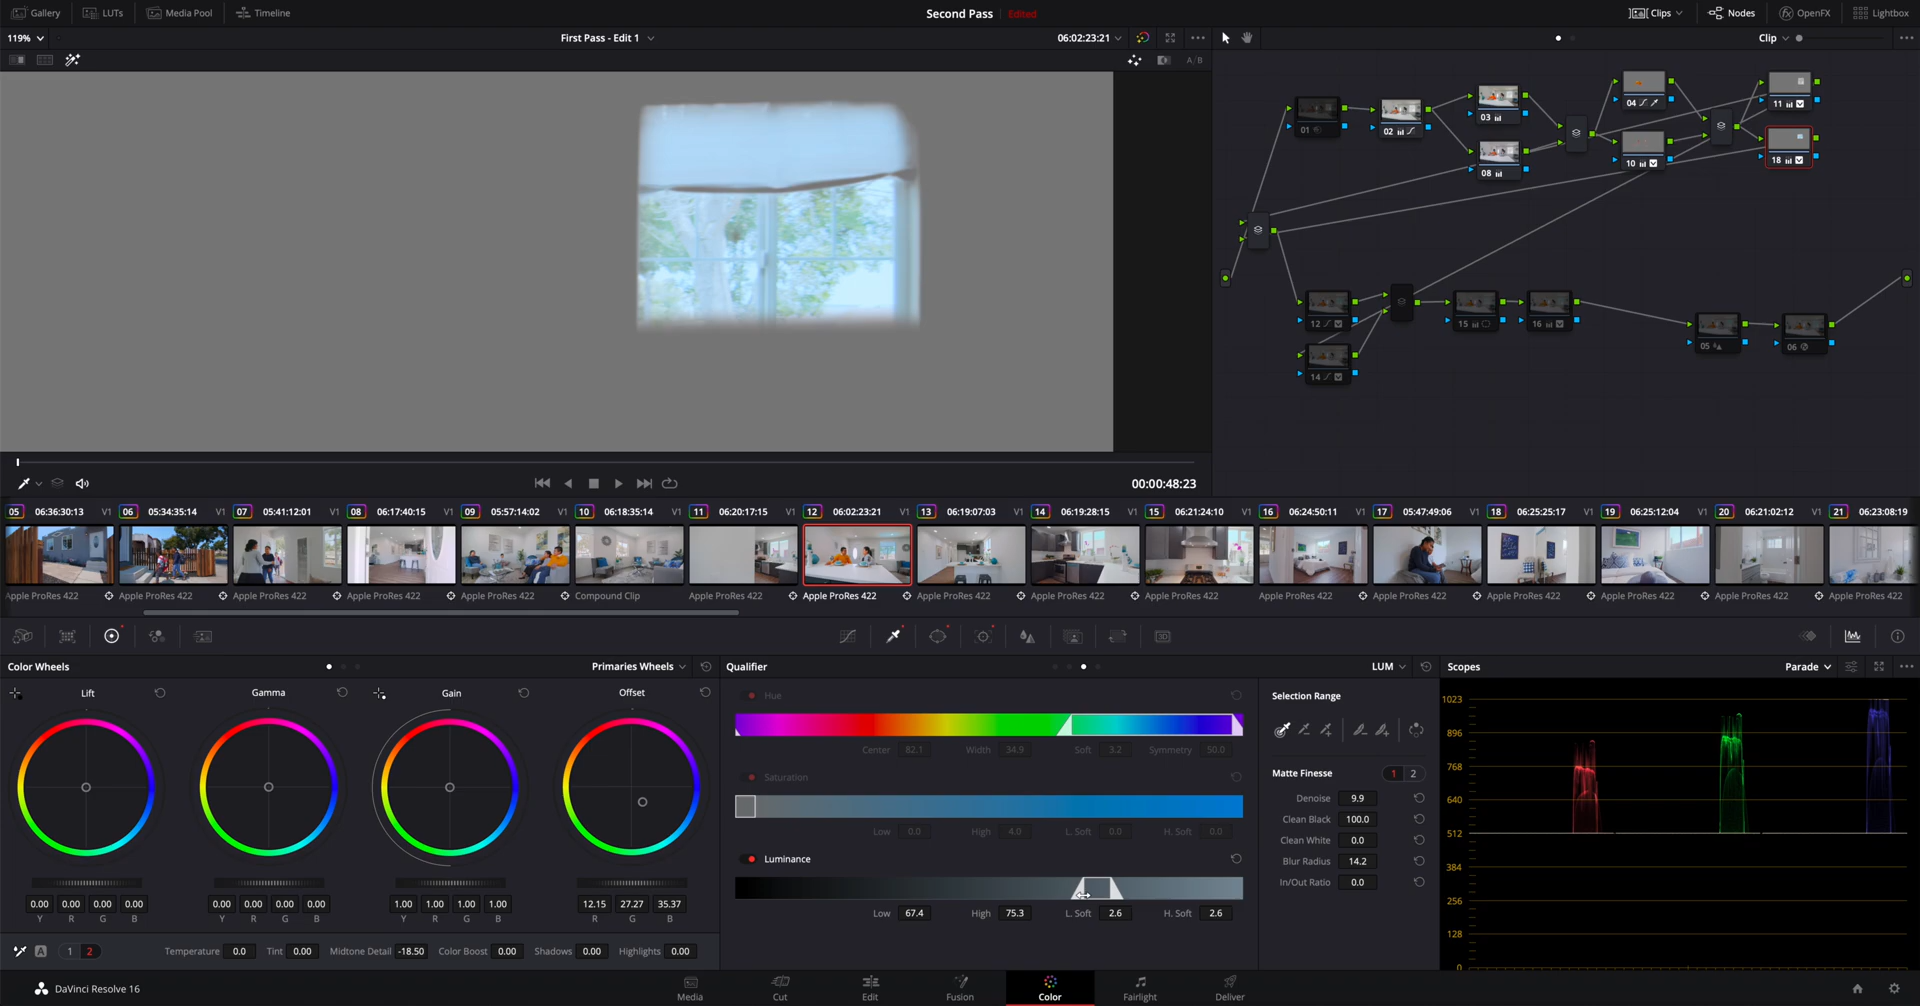 Gallery LUTs Media Pool Timeline Second Pass Edited Clips Nodes OpenFX Lightbox
119% First Pass - Edit 1 06:02:23:21 Clip
A/B
01 02 03 08 04 10 11 18
12 14 15 16 05 06
00:00:48:23
05 06:36:30:13 V1 06 05:34:35:14 V1 07 05:41:12:01 V1 08 06:17:40:15 V1 09 05:57:14:02 V1 10 06:18:35:14 V1 11 06:20:17:15 V1 12 06:02:23:21 V1 13 06:19:07:03 V1 14 06:19:28:15 V1 15 06:21:24:10 V1 16 06:24:50:11 V1 17 05:47:49:06 V1 18 06:25:25:17 V1 19 06:25:12:04 V1 20 06:21:02:12 V1 21 06:23:08:19
Apple ProRes 422 Apple ProRes 422 Apple ProRes 422 Apple ProRes 422 Apple ProRes 422 Compound Clip Apple ProRes 422 Apple ProRes 422 Apple ProRes 422 Apple ProRes 422 Apple ProRes 422 Apple ProRes 422 Apple ProRes 422 Apple ProRes 422 Apple ProRes 422 Apple ProRes 422 Apple ProRes 422
3D
Color Wheels Primaries Wheels Qualifier LUM Scopes Parade
Lift Gamma Gain Offset
0.00 0.00 0.00 0.00 0.00 0.00 0.00 0.00 1.00 1.00 1.00 1.00 12.15 27.27 35.37
Y R G B Y R G B Y R G B R G B
A 1 2 Temperature 0.0 Tint 0.00 Midtone Detail -18.50 Color Boost 0.00 Shadows 0.00 Highlights 0.00
Hue
Center 82.1 Width 34.9 Soft 3.2 Symmetry 50.0
Saturation
Low 0.0 High 4.0 L. Soft 0.0 H. Soft 0.0
Luminance
Low 67.4 High 75.3 L. Soft 2.6 H. Soft 2.6
Selection Range
Matte Finesse 1 2
Denoise 9.9
Clean Black 100.0
Clean White 0.0
Blur Radius 14.2
In/Out Ratio 0.0
1023
896
768
640
512
384
256
128
0
DaVinci Resolve 16 Media Cut Edit Fusion Color Fairlight Deliver